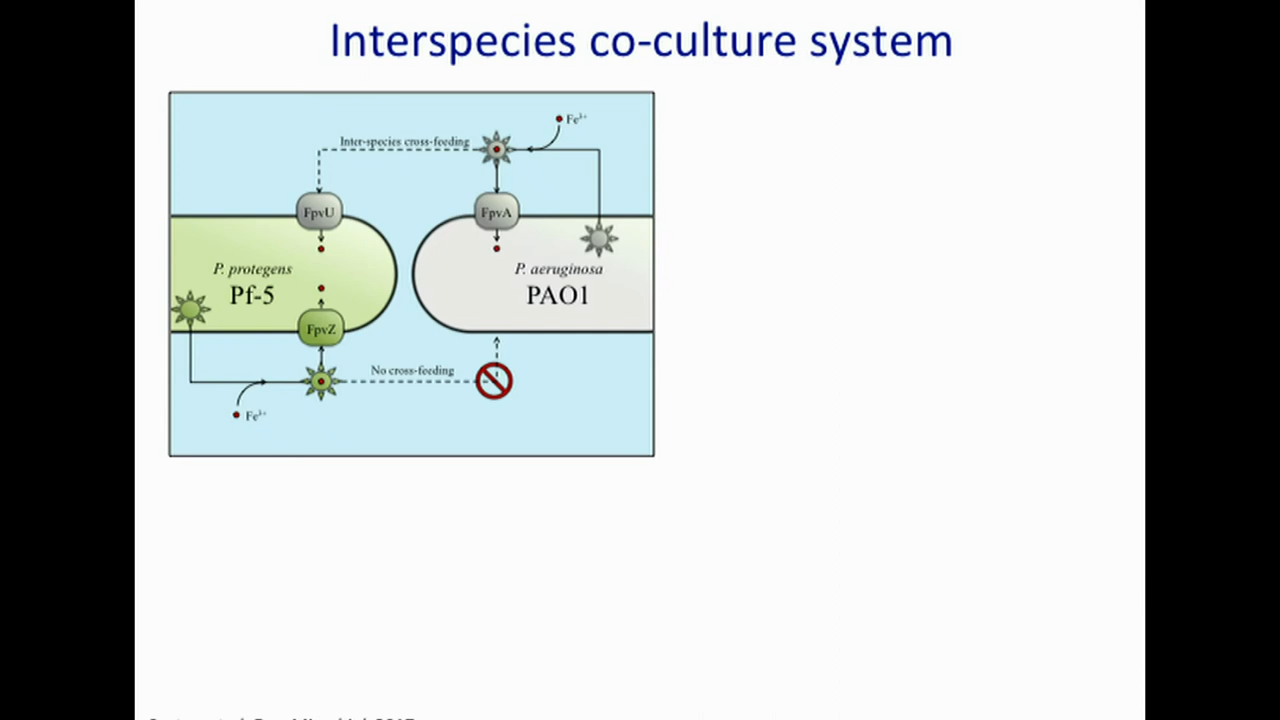 Interspecies co-culture system
Fe³⁺
Inter-species cross-feeding
FpvU
FpvA
P. protegens
Pf-5
P. aeruginosa
PAO1
FpvZ
No cross-feeding
Fe³⁺